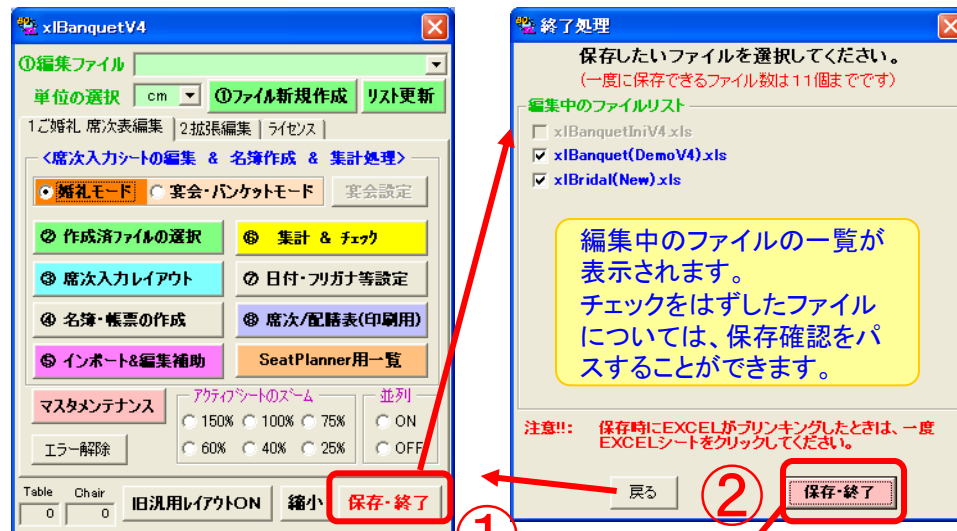 xlBanquetV4
①編集ファイル
単位の選択 cm ①ファイル新規作成 リスト更新
1ご婚礼 席次表編集 2拡張編集 ライセンス
<席次入力シートの編集 & 名簿作成 & 集計処理>
婚礼モード 宴会・バンケットモード 宴会設定
② 作成済ファイルの選択 ⑥ 集計 & チェック
③ 席次入力レイアウト ⑦ 日付・フリガナ等設定
④ 名簿・帳票の作成 ⑧ 席次/配膳表(印刷用)
⑤ インポート&編集補助 SeatPlanner用一覧
マスタメンテナンス アクティブシートのズーム 並列
150% 100% 75% ON
エラー解除 60% 40% 25% OFF
Table Chair
0 0 旧汎用レイアウトON 縮小 保存・終了
①
終了処理
保存したいファイルを選択してください。
(一度に保存できるファイル数は11個までです)
編集中のファイルリスト
xlBanquetIniV4.xls
xlBanquet(DemoV4).xls
xlBridal(New).xls
編集中のファイルの一覧が
表示されます。
チェックをはずしたファイル
については、保存確認をパ
スすることができます。
注意!!: 保存時にEXCELがブリンキングしたときは、一度
EXCELシートをクリックしてください。
戻る ② 保存・終了